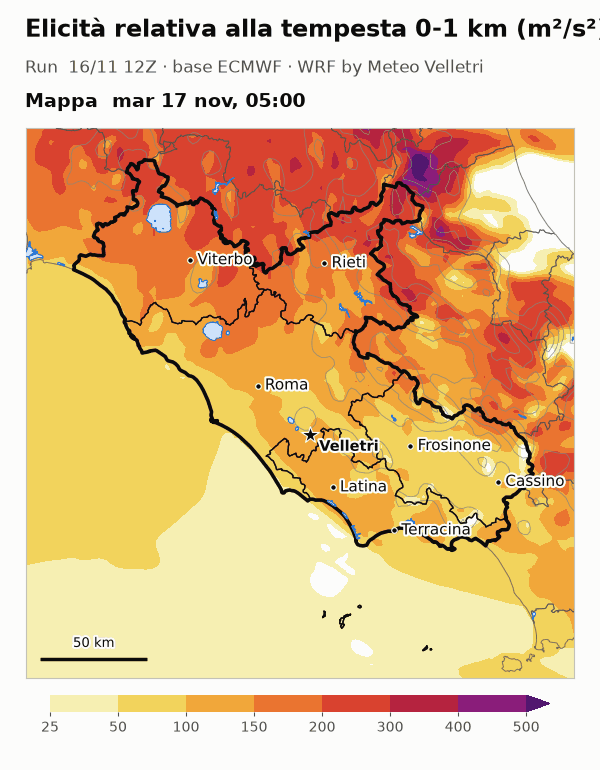 Elicità relativa alla tempesta 0-1 km (m²/s²)
Run 16/11 12Z · base ECMWF · WRF by Meteo Velletri
Mappa mar 17 nov, 05:00
Viterbo
Rieti
Roma
Velletri
Frosinone
Cassino
Latina
Terracina
50 km
25 50 100 150 200 300 400 500